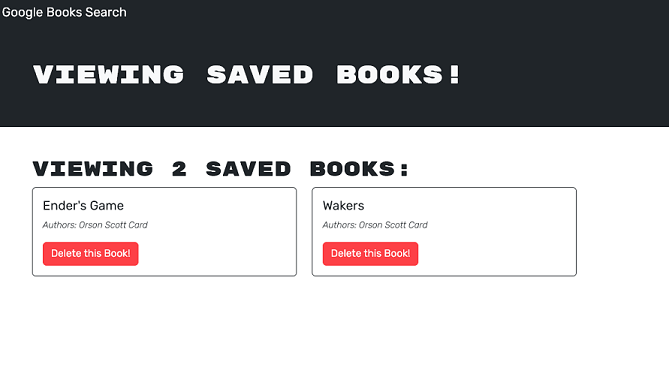 Google Books Search
VIEWING SAVED BOOKS!
VIEWING 2 SAVED BOOKS:
Ender's Game
Authors: Orson Scott Card
Delete this Book!
Wakers
Authors: Orson Scott Card
Delete this Book!